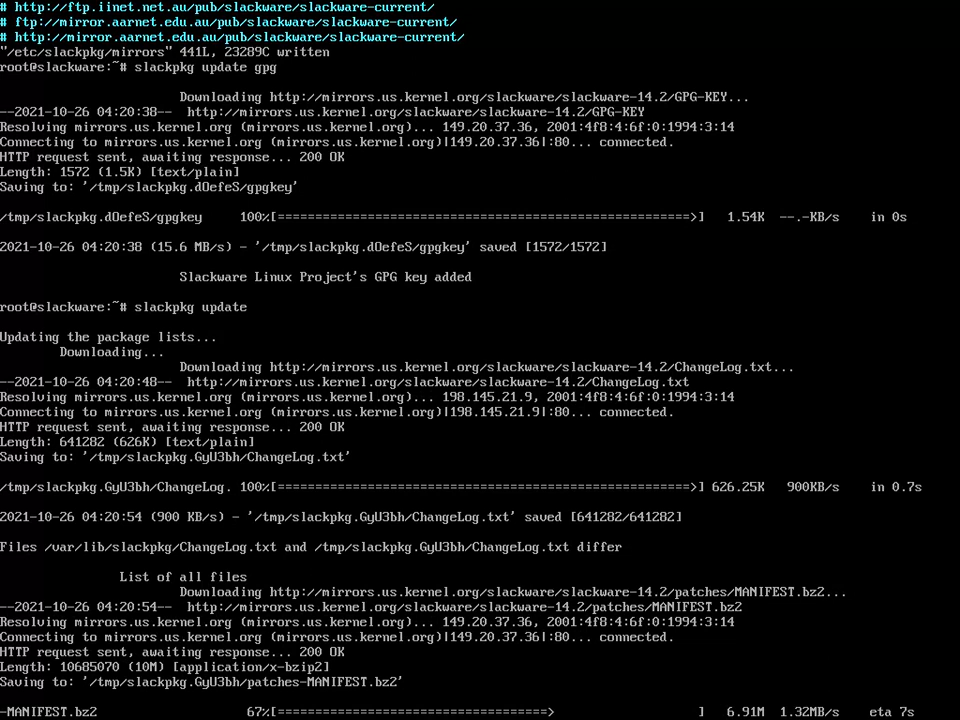 # http://ftp.iinet.net.au/pub/slackware/slackware-current/
# ftp://mirror.aarnet.edu.au/pub/slackware/slackware-current/
# http://mirror.aarnet.edu.au/pub/slackware/slackware-current/
"/etc/slackpkg/mirrors" 441L, 23289C written
root@slackware:~# slackpkg update gpg
Downloading http://mirrors.us.kernel.org/slackware/slackware-14.2/GPG-KEY...
--2021-10-26 04:20:38-- http://mirrors.us.kernel.org/slackware/slackware-14.2/GPG-KEY
Resolving mirrors.us.kernel.org (mirrors.us.kernel.org)... 149.20.37.36, 2001:4f8:4:6f:0:1994:3:14
Connecting to mirrors.us.kernel.org (mirrors.us.kernel.org)|149.20.37.36|:80... connected.
HTTP request sent, awaiting response... 200 OK
Length: 1572 (1.5K) [text/plain]
Saving to: '/tmp/slackpkg.dOefeS/gpgkey'
/tmp/slackpkg.dOefeS/gpgkey 100%[=======================================================>] 1.54K --.-KB/s in 0s
2021-10-26 04:20:38 (15.6 MB/s) - '/tmp/slackpkg.dOefeS/gpgkey' saved [1572/1572]
Slackware Linux Project's GPG key added
root@slackware:~# slackpkg update
Updating the package lists...
Downloading...
Downloading http://mirrors.us.kernel.org/slackware/slackware-14.2/ChangeLog.txt...
--2021-10-26 04:20:48-- http://mirrors.us.kernel.org/slackware/slackware-14.2/ChangeLog.txt
Resolving mirrors.us.kernel.org (mirrors.us.kernel.org)... 198.145.21.9, 2001:4f8:4:6f:0:1994:3:14
Connecting to mirrors.us.kernel.org (mirrors.us.kernel.org)|198.145.21.9|:80... connected.
HTTP request sent, awaiting response... 200 OK
Length: 641282 (626K) [text/plain]
Saving to: '/tmp/slackpkg.GyU3bh/ChangeLog.txt'
/tmp/slackpkg.GyU3bh/ChangeLog. 100%[=======================================================>] 626.25K 900KB/s in 0.7s
2021-10-26 04:20:54 (900 KB/s) - '/tmp/slackpkg.GyU3bh/ChangeLog.txt' saved [641282/641282]
Files /var/lib/slackpkg/ChangeLog.txt and /tmp/slackpkg.GyU3bh/ChangeLog.txt differ
List of all files
Downloading http://mirrors.us.kernel.org/slackware/slackware-14.2/patches/MANIFEST.bz2...
--2021-10-26 04:20:54-- http://mirrors.us.kernel.org/slackware/slackware-14.2/patches/MANIFEST.bz2
Resolving mirrors.us.kernel.org (mirrors.us.kernel.org)... 149.20.37.36, 2001:4f8:4:6f:0:1994:3:14
Connecting to mirrors.us.kernel.org (mirrors.us.kernel.org)|149.20.37.36|:80... connected.
HTTP request sent, awaiting response... 200 OK
Length: 10685070 (10M) [application/x-bzip2]
Saving to: '/tmp/slackpkg.GyU3bh/patches-MANIFEST.bz2'
-MANIFEST.bz2 67%[====================================> ] 6.91M 1.32MB/s eta 7s